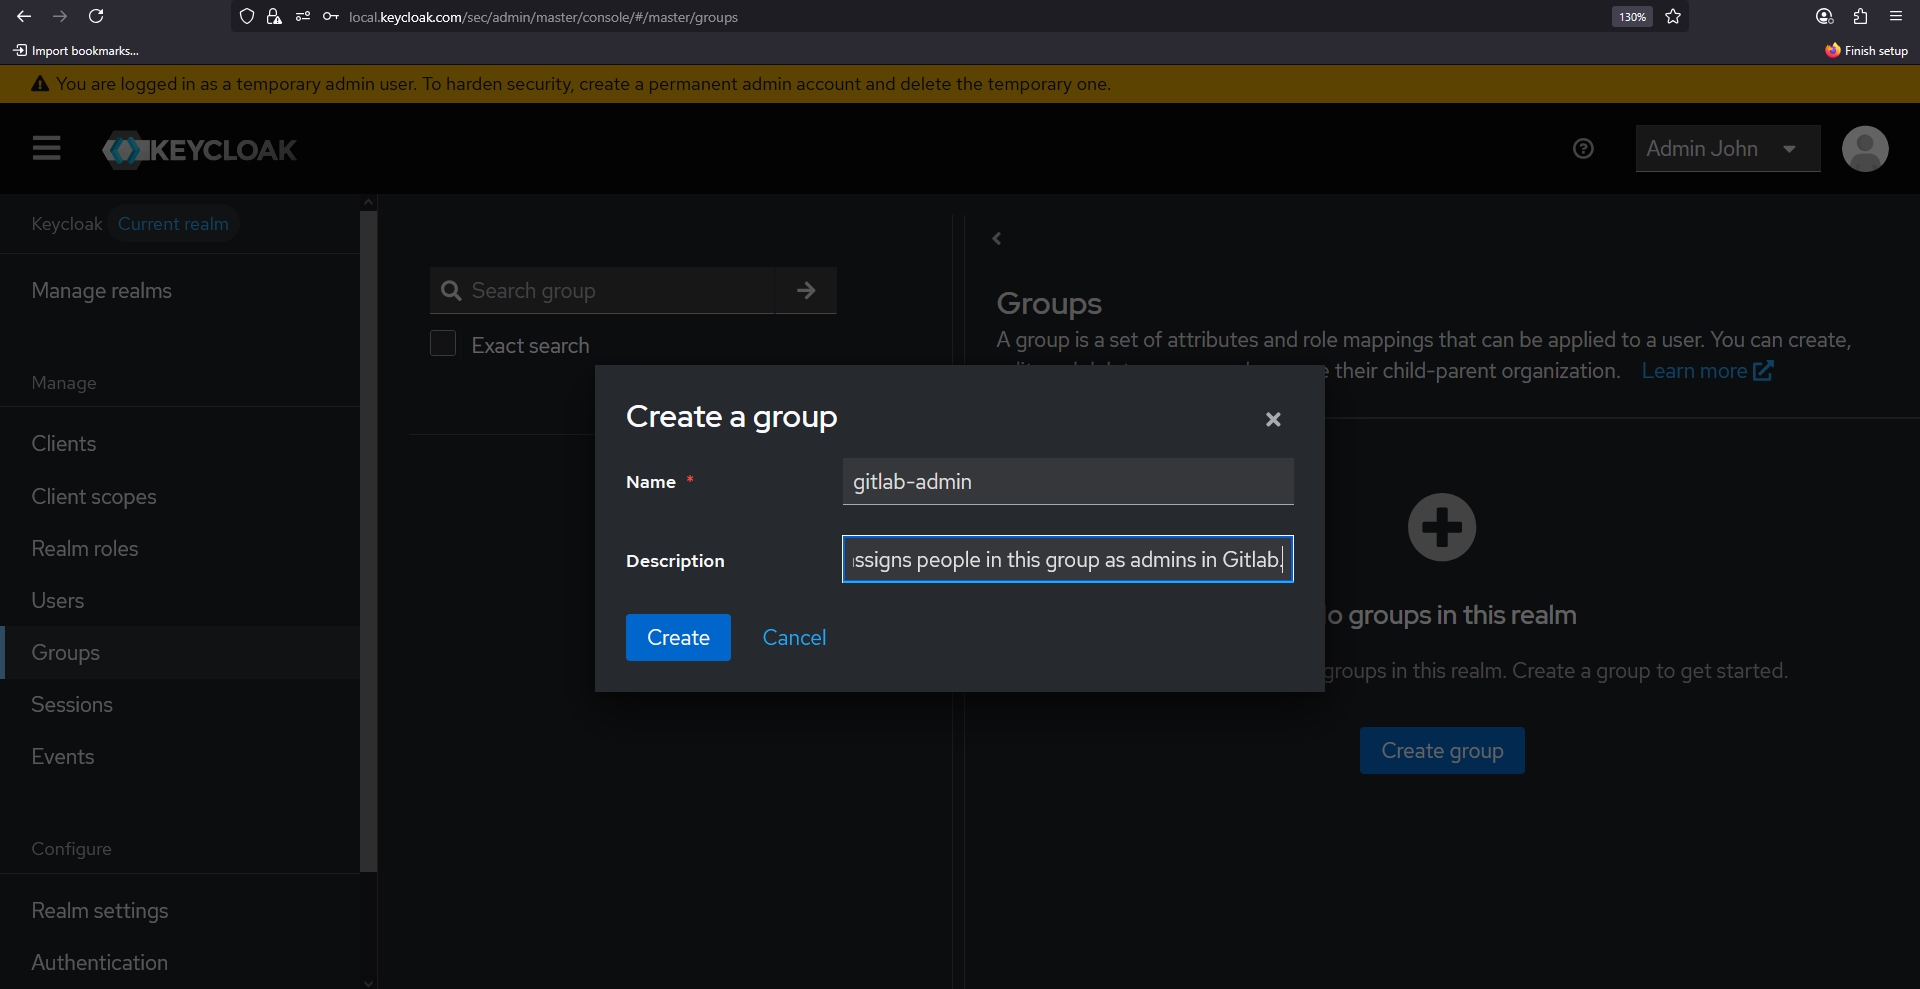 local.keycloak.com/sec/admin/master/console/#/master/groups
130%
Import bookmarks...
Finish setup
You are logged in as a temporary admin user. To harden security, create a permanent admin account and delete the temporary one.
KEYCLOAK
Admin John
Keycloak Current realm
Manage realms
Manage
Clients
Client scopes
Realm roles
Users
Groups
Sessions
Events
Configure
Realm settings
Authentication
Search group
Exact search
Groups
A group is a set of attributes and role mappings that can be applied to a user. You can create,
their child-parent organization. Learn more
Create a group
Name *
gitlab-admin
Description
ssigns people in this group as admins in Gitlab.
Create
Cancel
o groups in this realm
groups in this realm. Create a group to get started.
Create group